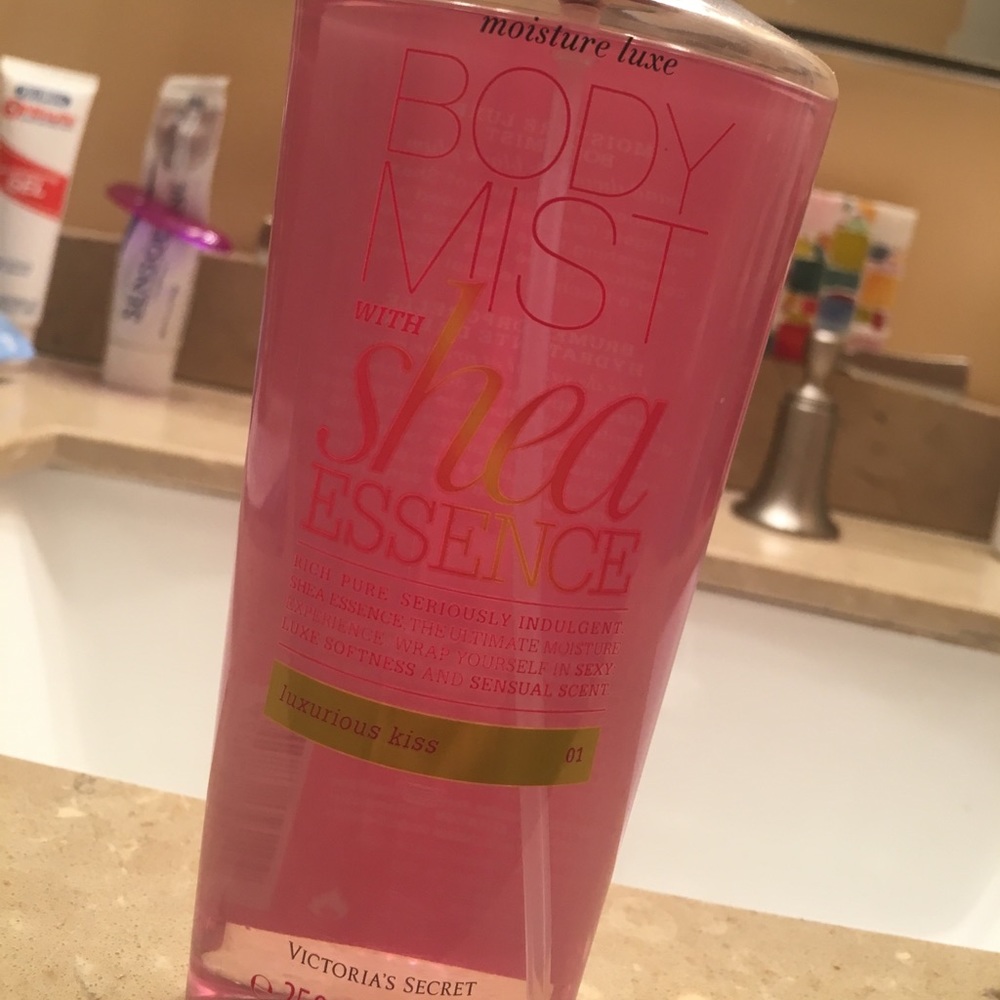 moisture luxe
BODY
MIST
WITH
shea
ESSENCE
RICH PURE SERIOUSLY INDULGENT
SHEA ESSENCE THE ULTIMATE MOISTURE
EXPERIENCE. WRAP YOURSELF IN SEXY
LUXE SOFTNESS AND SENSUAL SCENT
luxurious kiss 01
VICTORIA'S SECRET